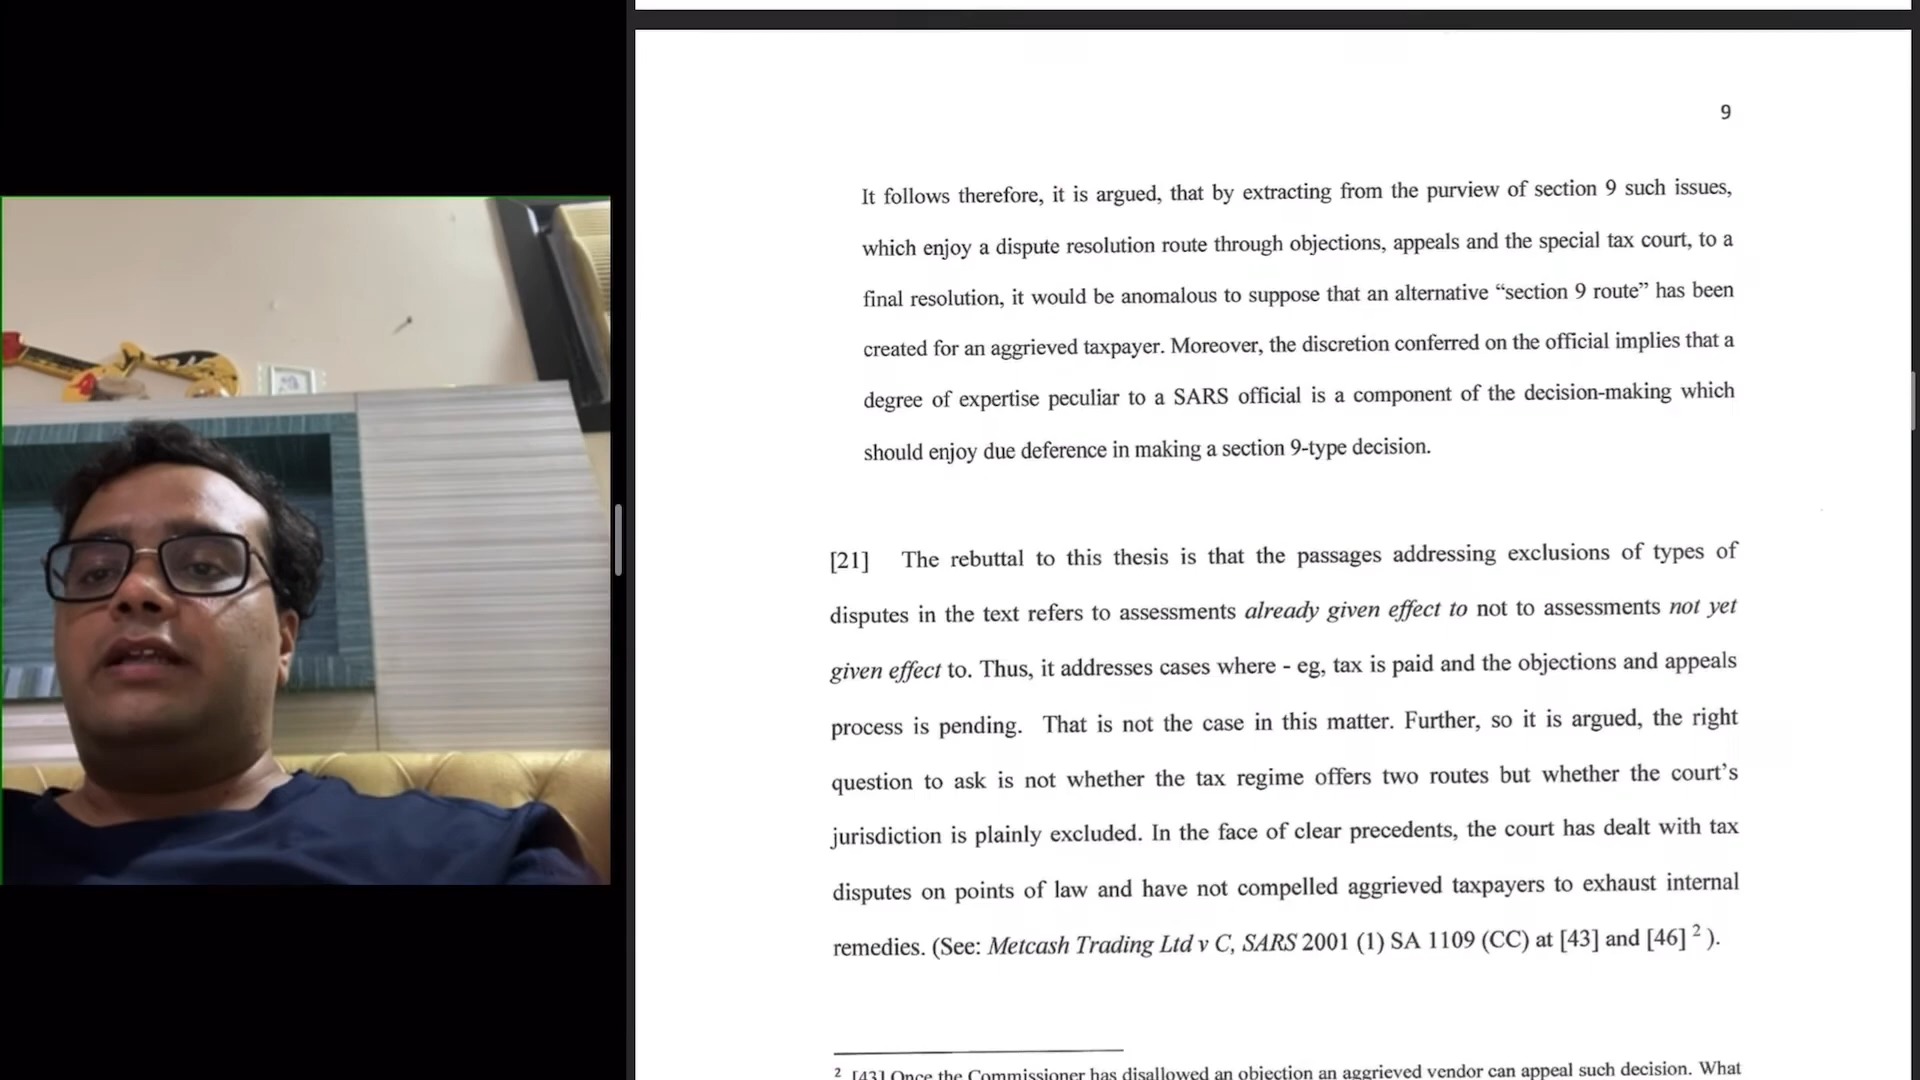 9
It follows therefore, it is argued, that by extracting from the purview of section 9 such issues,
which enjoy a dispute resolution route through objections, appeals and the special tax court, to a
final resolution, it would be anomalous to suppose that an alternative “section 9 route” has been
created for an aggrieved taxpayer. Moreover, the discretion conferred on the official implies that a
degree of expertise peculiar to a SARS official is a component of the decision-making which
should enjoy due deference in making a section 9-type decision.
[21] The rebuttal to this thesis is that the passages addressing exclusions of types of
disputes in the text refers to assessments already given effect to not to assessments not yet
given effect to. Thus, it addresses cases where - eg, tax is paid and the objections and appeals
process is pending. That is not the case in this matter. Further, so it is argued, the right
question to ask is not whether the tax regime offers two routes but whether the court’s
jurisdiction is plainly excluded. In the face of clear precedents, the court has dealt with tax
disputes on points of law and have not compelled aggrieved taxpayers to exhaust internal
remedies. (See: Metcash Trading Ltd v C, SARS 2001 (1) SA 1109 (CC) at [43] and [46] 2 ).
2 [43] Once the Commissioner has disallowed an objection an aggrieved vendor can appeal such decision. What